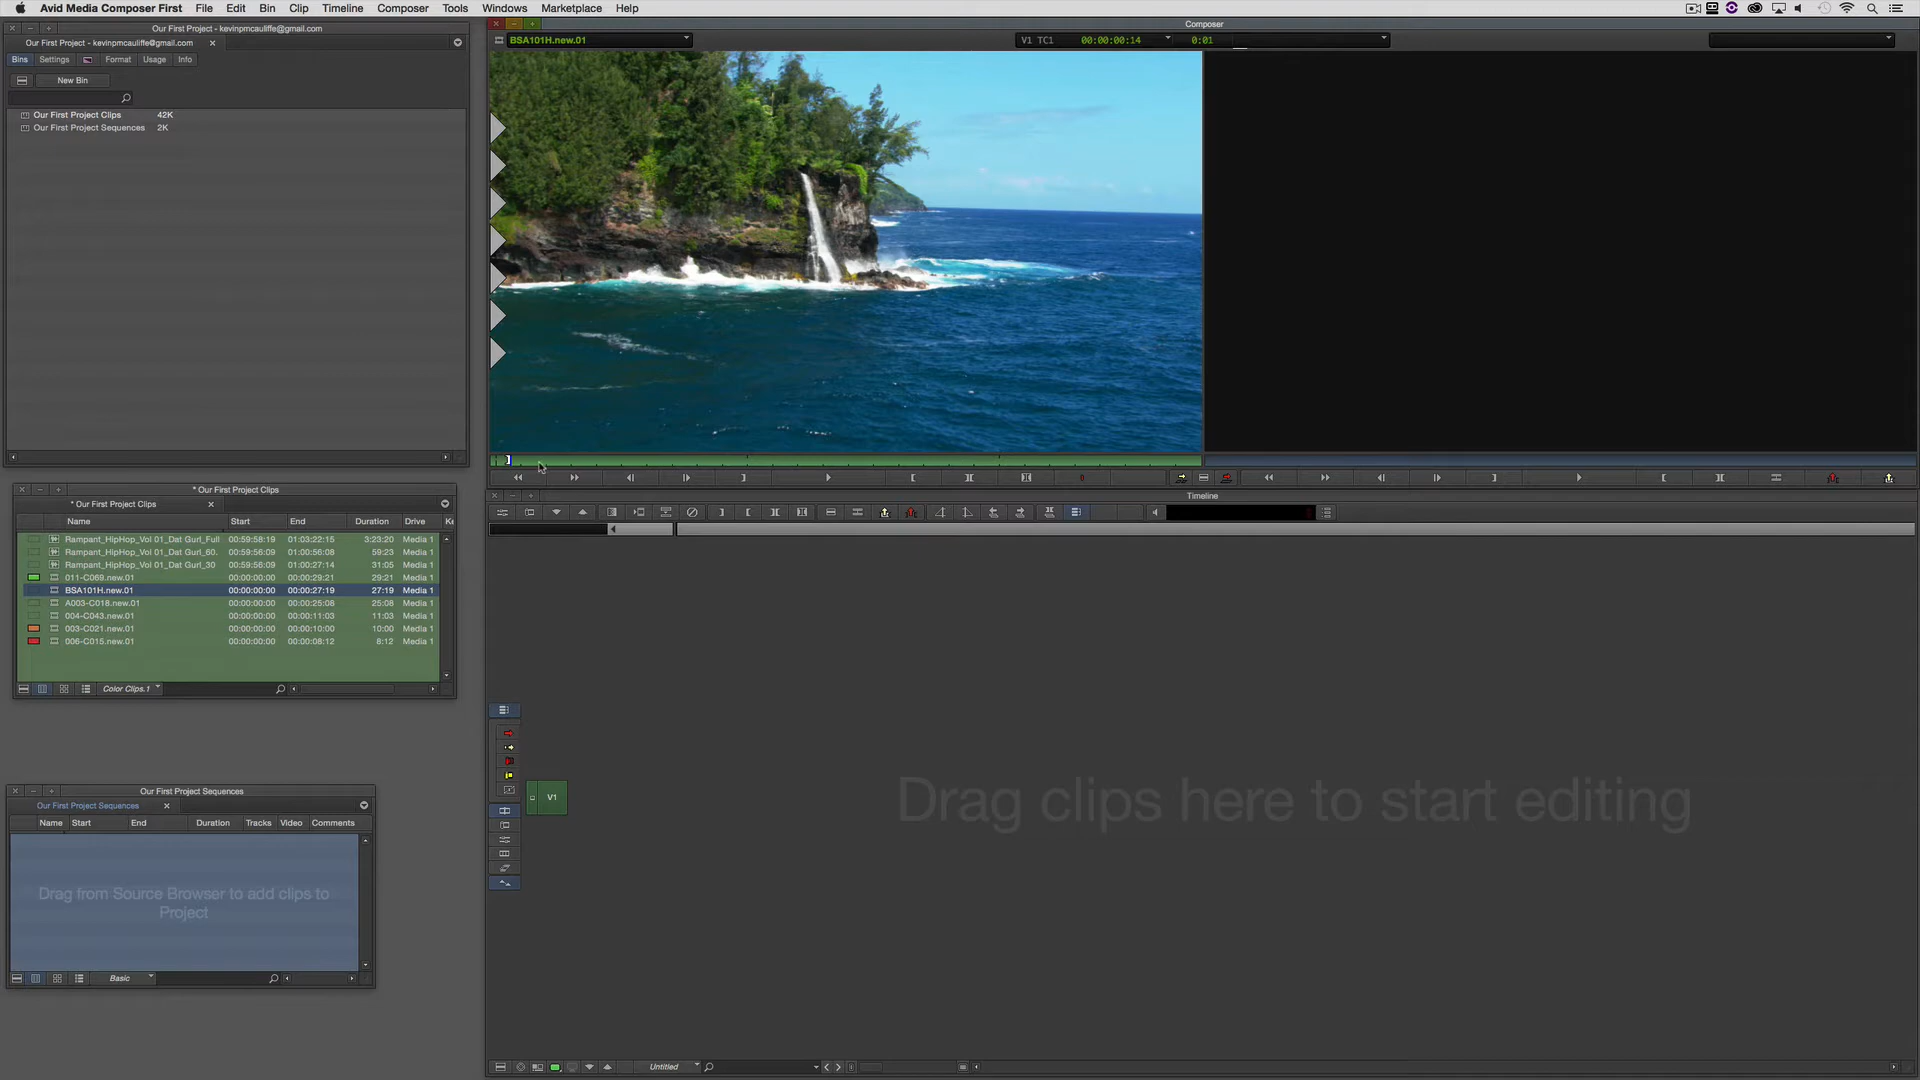 Avid Media Composer First File Edit Bin Clip Timeline Composer Tools Windows Marketplace Help
Our First Project - kevinpmcauliffe@gmail.com
Our First Project - kevinpmcauliffe@gmail.com
Bins Settings Format Usage Info
New Bin
Our First Project Clips 42K
Our First Project Sequences 2K
Composer
BSA101H.new.01
V1 TC1 00:00:00:14 0:01
* Our First Project Clips
* Our First Project Clips
Name Start End Duration Drive Ke
Rampant_HipHop_Vol 01_Dat Gurl_Full 00:59:58:19 01:03:22:15 3:23:20 Media 1
Rampant_HipHop_Vol 01_Dat Gurl_60. 00:59:56:09 01:00:56:08 59:23 Media 1
Rampant_HipHop_Vol 01_Dat Gurl_30 00:59:56:09 01:00:27:14 31:05 Media 1
011-C069.new.01 00:00:00:00 00:00:29:21 29:21 Media 1
BSA101H.new.01 00:00:00:00 00:00:27:19 27:19 Media 1
A003-C018.new.01 00:00:00:00 00:00:25:08 25:08 Media 1
004-C043.new.01 00:00:00:00 00:00:11:03 11:03 Media 1
003-C021.new.01 00:00:00:00 00:00:10:00 10:00 Media 1
006-C015.new.01 00:00:00:00 00:00:08:12 8:12 Media 1
Color Clips.1
Our First Project Sequences
Our First Project Sequences
Name Start End Duration Tracks Video Comments
Drag from Source Browser to add clips to
Project
Basic
Timeline
V1
Drag clips here to start editing
Untitled